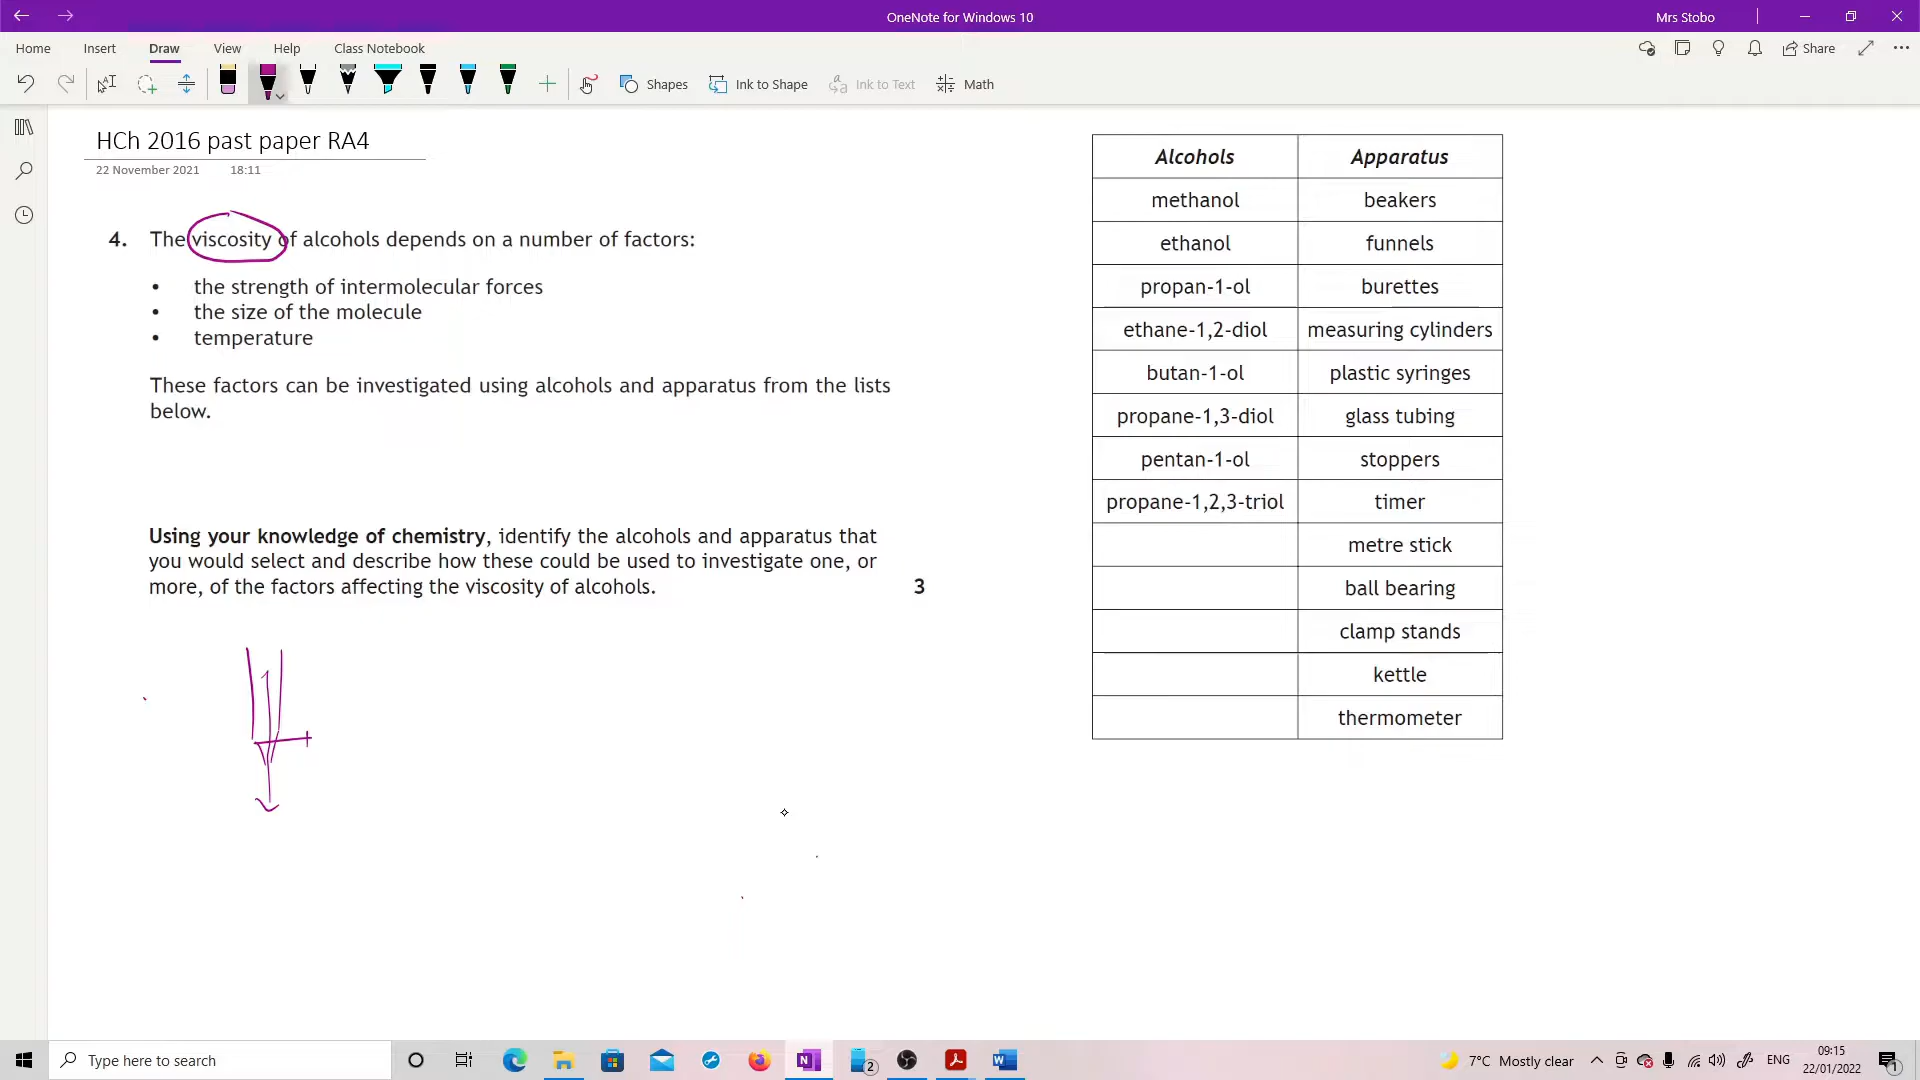 OneNote for Windows 10
Mrs Stobo
Home Insert Draw View Help Class Notebook
Share
Shapes Ink to Shape Ink to Text Math
HCh 2016 past paper RA4
22 November 2021 18:11
4. The viscosity of alcohols depends on a number of factors:
• the strength of intermolecular forces
• the size of the molecule
• temperature
These factors can be investigated using alcohols and apparatus from the lists
below.
Using your knowledge of chemistry, identify the alcohols and apparatus that
you would select and describe how these could be used to investigate one, or
more, of the factors affecting the viscosity of alcohols. 3
Alcohols Apparatus
methanol beakers
ethanol funnels
propan-1-ol burettes
ethane-1,2-diol measuring cylinders
butan-1-ol plastic syringes
propane-1,3-diol glass tubing
pentan-1-ol stoppers
propane-1,2,3-triol timer
metre stick
ball bearing
clamp stands
kettle
thermometer
Type here to search
2
7°C Mostly clear
ENG
09:15
22/01/2022
1